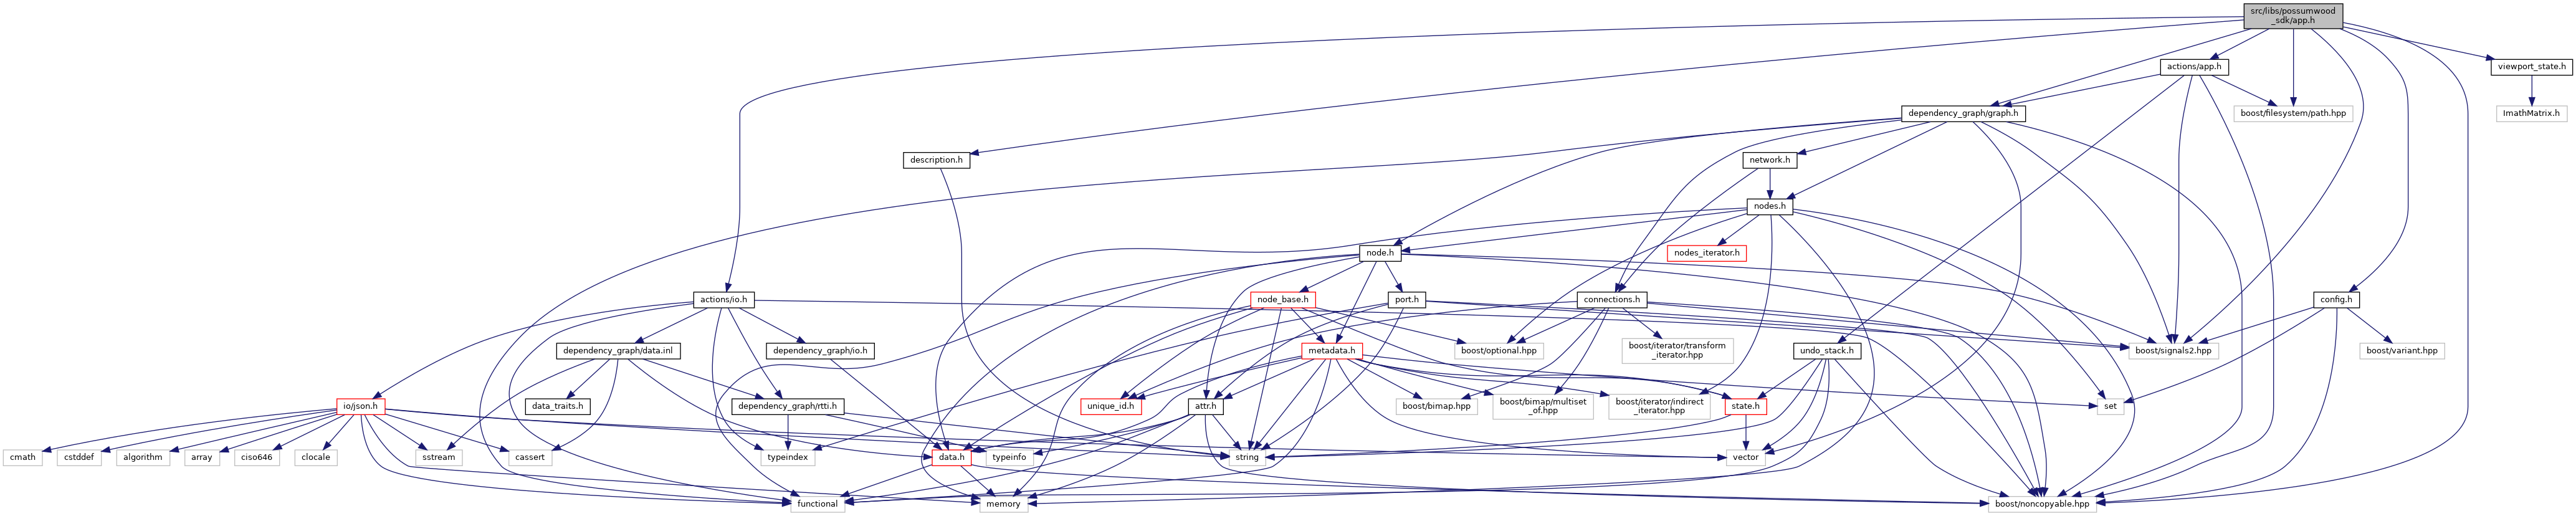 src/libs/possumwood
_sdk/app.h
actions/app.h
viewport_state.h
dependency_graph/graph.h
boost/filesystem/path.hpp
ImathMatrix.h
description.h
network.h
nodes.h
node.h
nodes_iterator.h
actions/io.h
node_base.h
port.h
connections.h
config.h
dependency_graph/data.inl
dependency_graph/io.h
metadata.h
boost/optional.hpp
boost/iterator/transform
_iterator.hpp
undo_stack.h
boost/signals2.hpp
boost/variant.hpp
io/json.h
data_traits.h
dependency_graph/rtti.h
unique_id.h
attr.h
boost/bimap.hpp
boost/bimap/multiset
_of.hpp
boost/iterator/indirect
_iterator.hpp
state.h
set
cmath
cstddef
algorithm
array
ciso646
clocale
sstream
cassert
typeindex
data.h
typeinfo
string
vector
functional
memory
boost/noncopyable.hpp